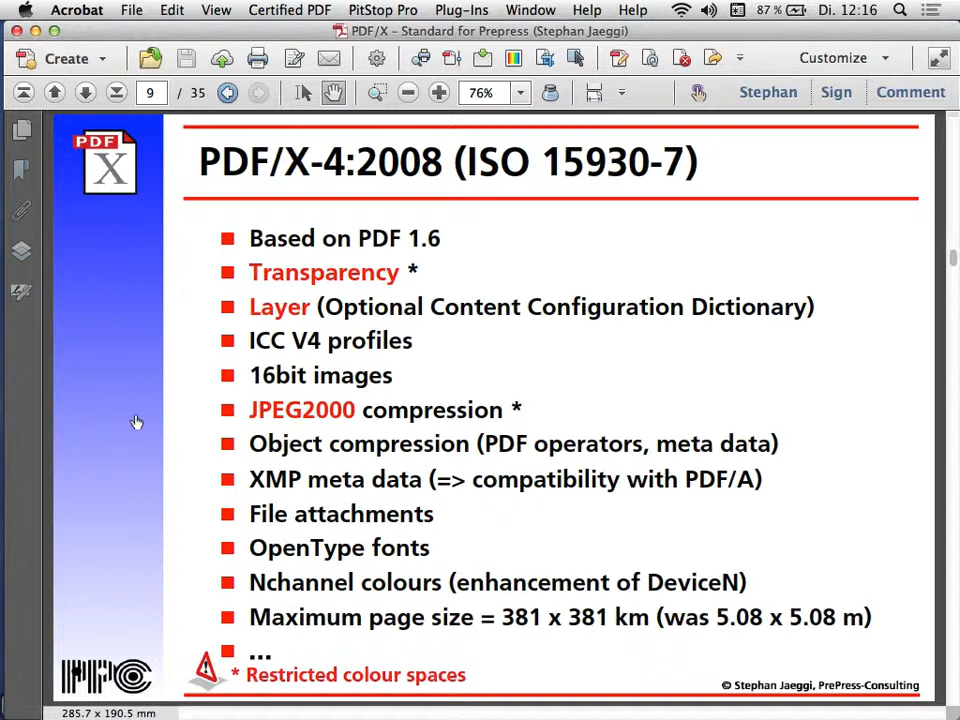 Acrobat File Edit View Certified PDF PitStop Pro Plug-Ins Window Help Help 87 % Di. 12:16
PDF/X - Standard for Prepress (Stephan Jaeggi)
Create Customize
9 / 35 76% Stephan Sign Comment
PDF
X
PDF/X-4:2008 (ISO 15930-7)
Based on PDF 1.6
Transparency *
Layer (Optional Content Configuration Dictionary)
ICC V4 profiles
16bit images
JPEG2000 compression *
Object compression (PDF operators, meta data)
XMP meta data (=> compatibility with PDF/A)
File attachments
OpenType fonts
Nchannel colours (enhancement of DeviceN)
Maximum page size = 381 x 381 km (was 5.08 x 5.08 m)
...
* Restricted colour spaces
PPC
© Stephan Jaeggi, PrePress-Consulting
285.7 x 190.5 mm